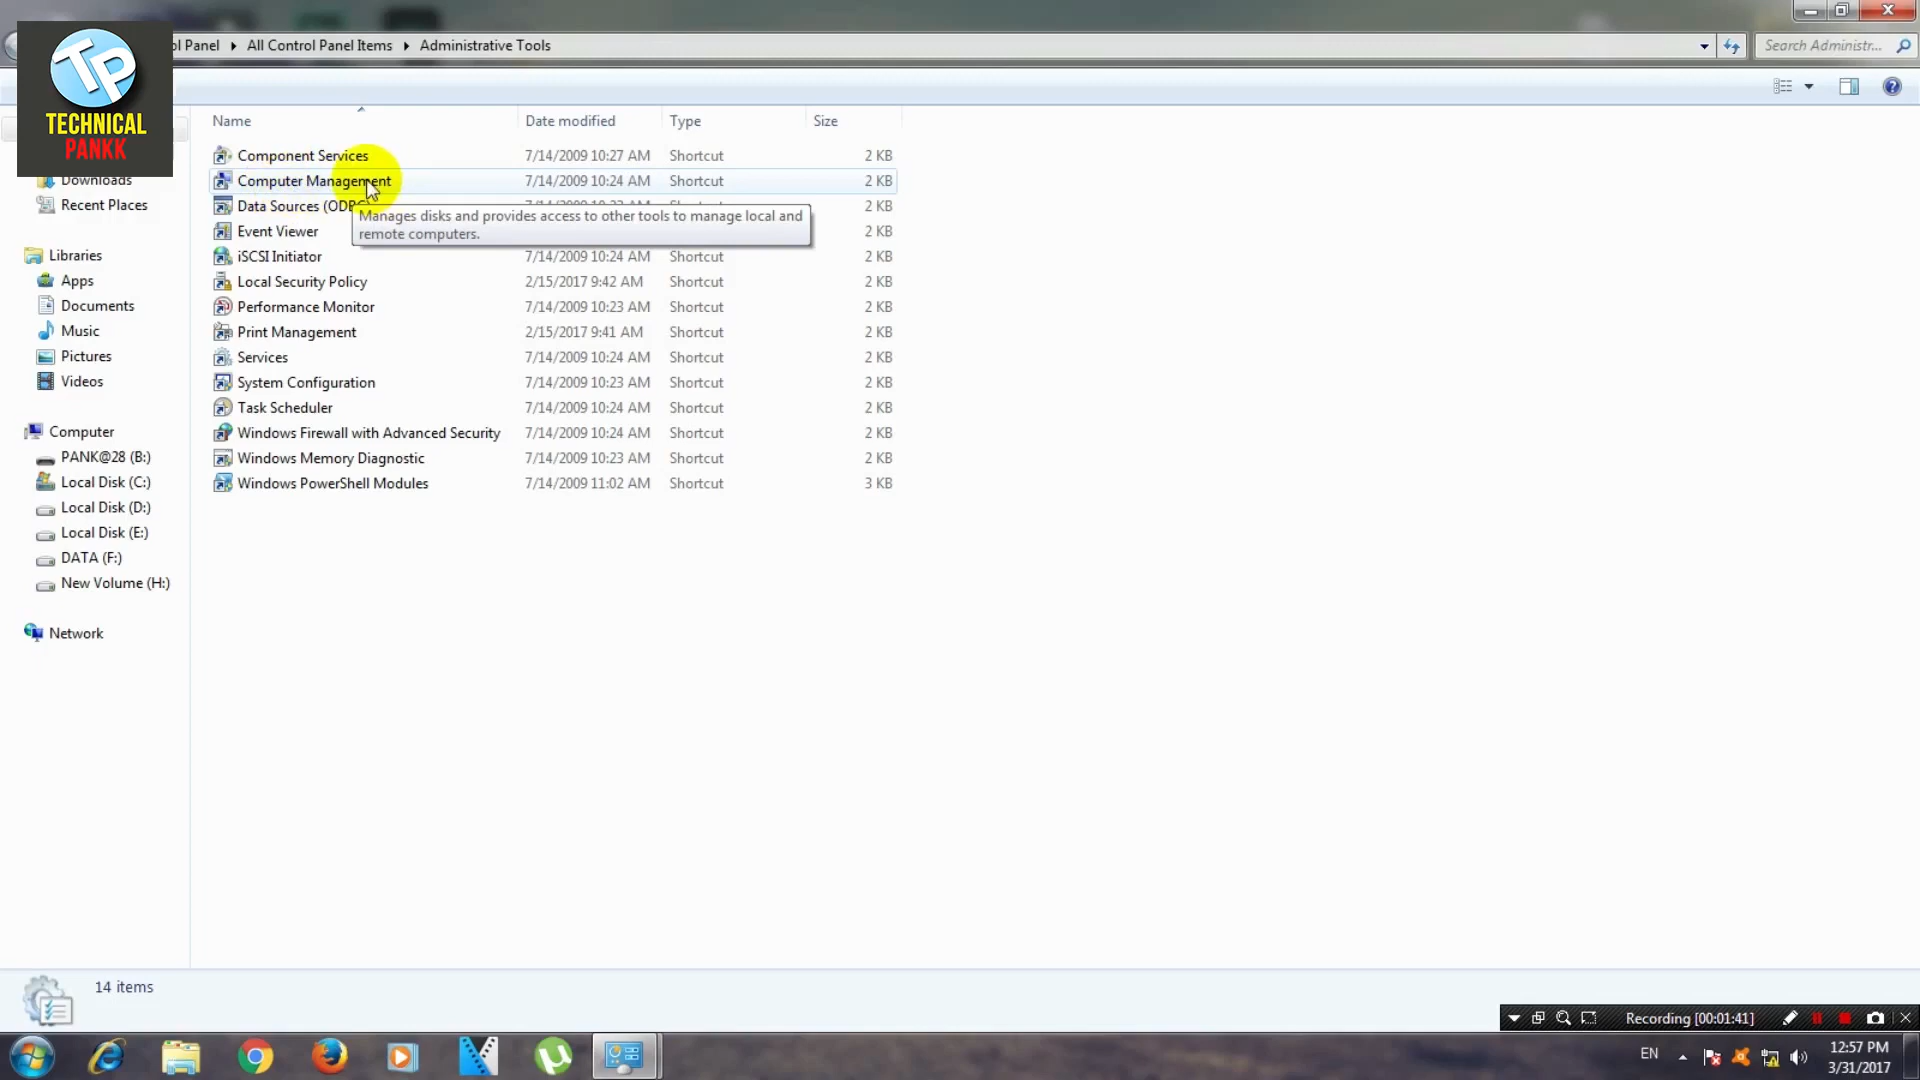 ol Panel ▸ All Control Panel Items ▸ Administrative Tools
Search Administr...
TP
TECHNICAL
PANKK
Name Date modified Type Size
Component Services 7/14/2009 10:27 AM Shortcut 2 KB
Computer Management 7/14/2009 10:24 AM Shortcut 2 KB
Data Sources (ODBC) Shortcut 2 KB
Manages disks and provides access to other tools to manage local and
remote computers.
Event Viewer 2 KB
iSCSI Initiator 7/14/2009 10:24 AM Shortcut 2 KB
Local Security Policy 2/15/2017 9:42 AM Shortcut 2 KB
Performance Monitor 7/14/2009 10:23 AM Shortcut 2 KB
Print Management 2/15/2017 9:41 AM Shortcut 2 KB
Services 7/14/2009 10:24 AM Shortcut 2 KB
System Configuration 7/14/2009 10:23 AM Shortcut 2 KB
Task Scheduler 7/14/2009 10:24 AM Shortcut 2 KB
Windows Firewall with Advanced Security 7/14/2009 10:24 AM Shortcut 2 KB
Windows Memory Diagnostic 7/14/2009 10:23 AM Shortcut 2 KB
Windows PowerShell Modules 7/14/2009 11:02 AM Shortcut 3 KB
Downloads
Recent Places
Libraries
Apps
Documents
Music
Pictures
Videos
Computer
PANK@28 (B:)
Local Disk (C:)
Local Disk (D:)
Local Disk (E:)
DATA (F:)
New Volume (H:)
Network
14 items
Recording [00:01:41]
EN
12:57 PM
3/31/2017